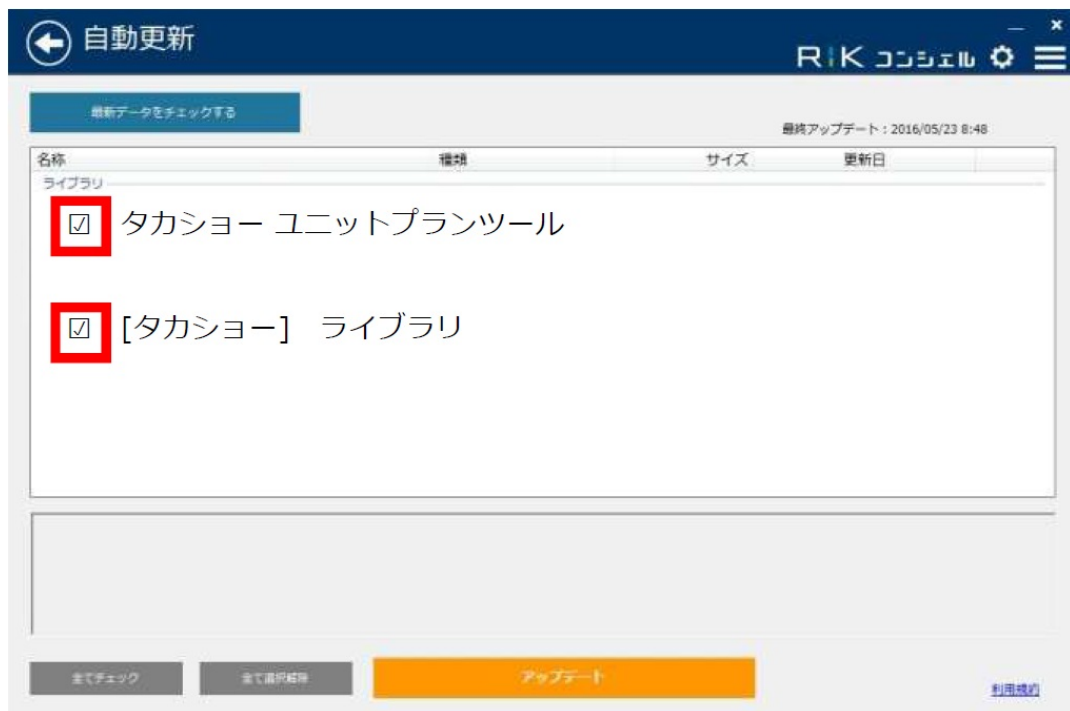 自動更新
RIK コンシェル
最新データをチェックする
最終アップデート：2016/05/23 8:48
名称 種類 サイズ 更新日
ライブラリ
☑ タカショー ユニットプランツール
☑ [タカショー] ライブラリ
全てチェック 全て選択解除 アップデート
利用規約